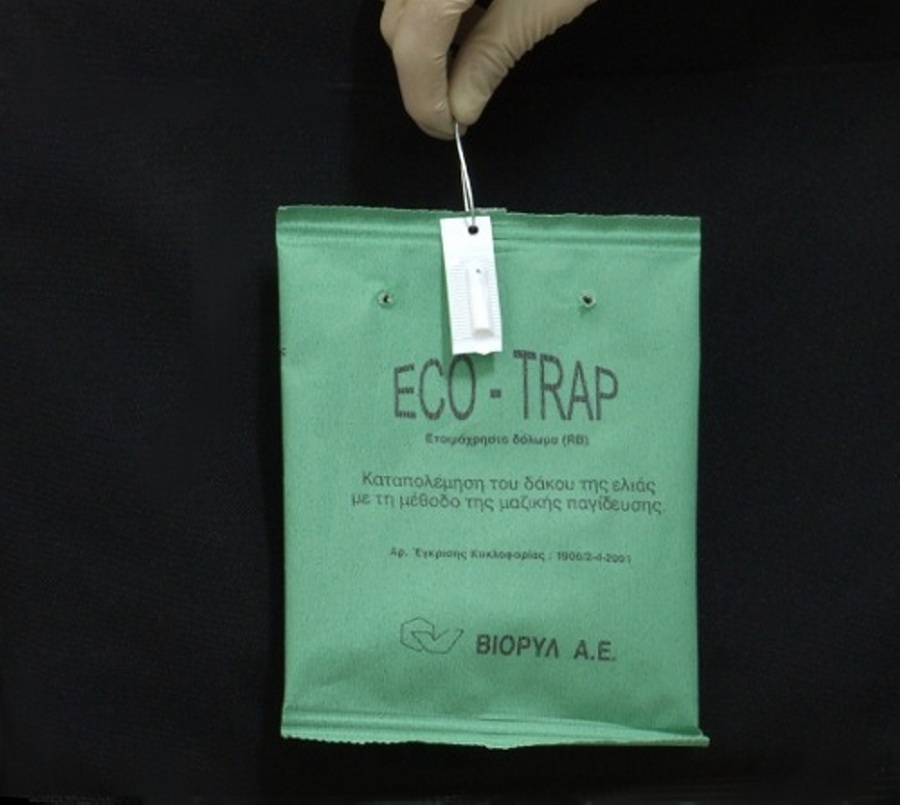 ECO - TRAP
Ετοιμόχρηστο δόλωμα (RB)
Καταπολέμηση του δάκου της ελιάς
με τη μέθοδο της μαζικής παγίδευσης
Αρ. Έγκρισης Κυκλοφορίας : 1900/2-4-2001
ΒΙΟΡΥΛ Α.Ε.